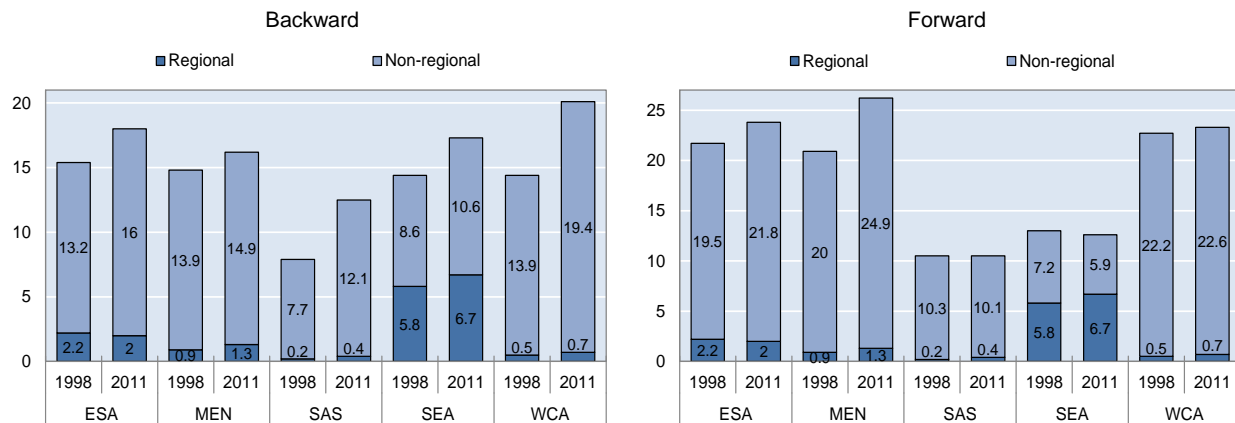 Backward
Regional Non-regional
20
15
10
5
0
13.2 16 13.9 14.9 7.7 12.1 8.6 10.6 13.9 19.4
2.2 2 0.9 1.3 0.2 0.4 5.8 6.7 0.5 0.7
1998 2011 1998 2011 1998 2011 1998 2011 1998 2011
ESA MEN SAS SEA WCA
Forward
Regional Non-regional
25
20
15
10
5
0
19.5 21.8 20 24.9 10.3 10.1 7.2 5.9 22.2 22.6
2.2 2 0.9 1.3 0.2 0.4 5.8 6.7 0.5 0.7
1998 2011 1998 2011 1998 2011 1998 2011 1998 2011
ESA MEN SAS SEA WCA